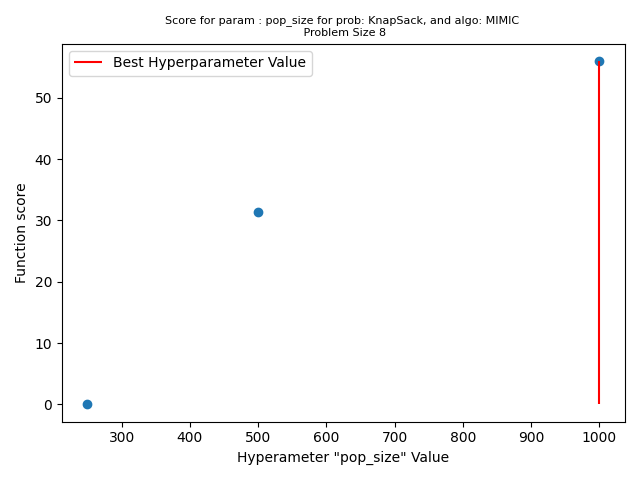 Score for param : pop_size for prob: KnapSack, and algo: MIMIC
Problem Size 8
Best Hyperparameter Value
Function score
50
40
30
20
10
0
300
400
500
600
700
800
900
1000
Hyperameter "pop_size" Value